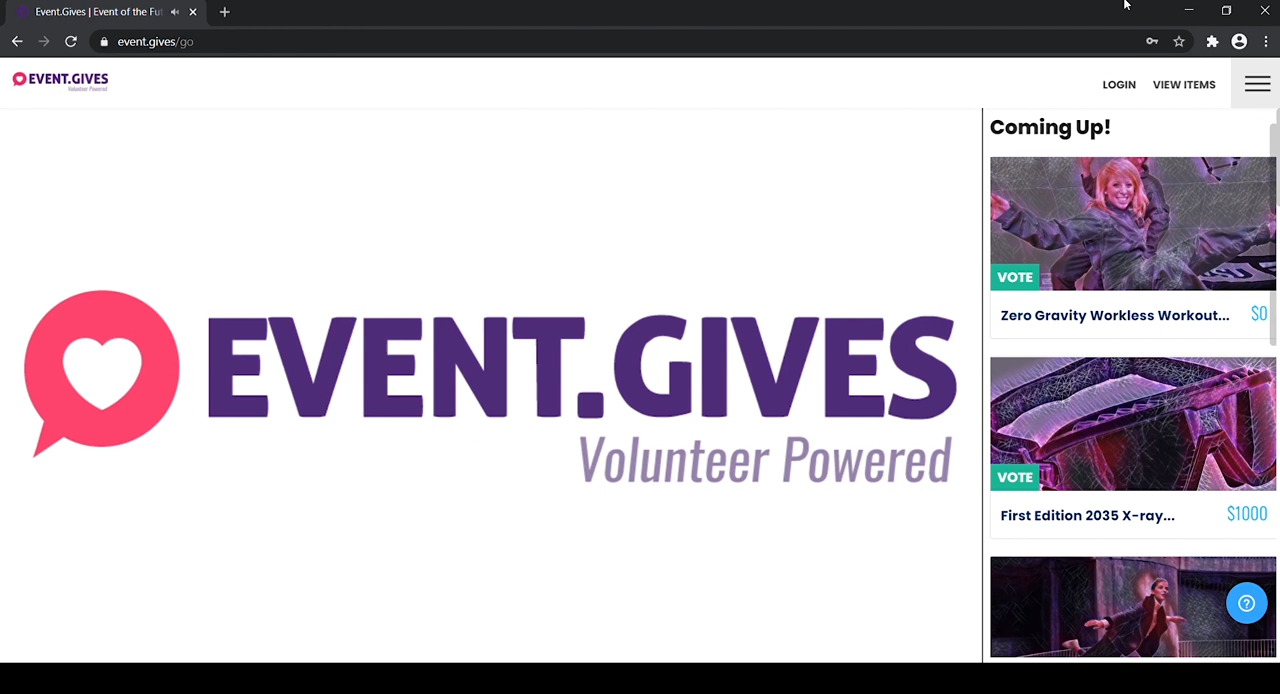 Event.Gives | Event of the Fut
event.gives/go
EVENT.GIVES
Volunteer Powered
LOGIN
VIEW ITEMS
Coming Up!
VOTE
Zero Gravity Workless Workout...
$0
EVENT.GIVES
Volunteer Powered
VOTE
First Edition 2035 X-ray...
$1000